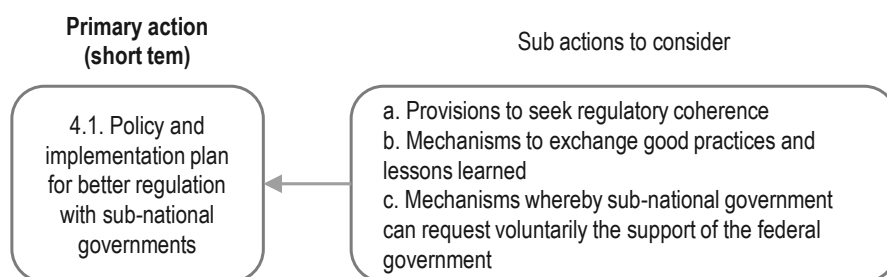 Primary action
(short tem)
Sub actions to consider
4.1. Policy and
implementation plan
for better regulation
with sub-national
governments
a. Provisions to seek regulatory coherence
b. Mechanisms to exchange good practices and
lessons learned
c. Mechanisms whereby sub-national government
can request voluntarily the support of the federal
government